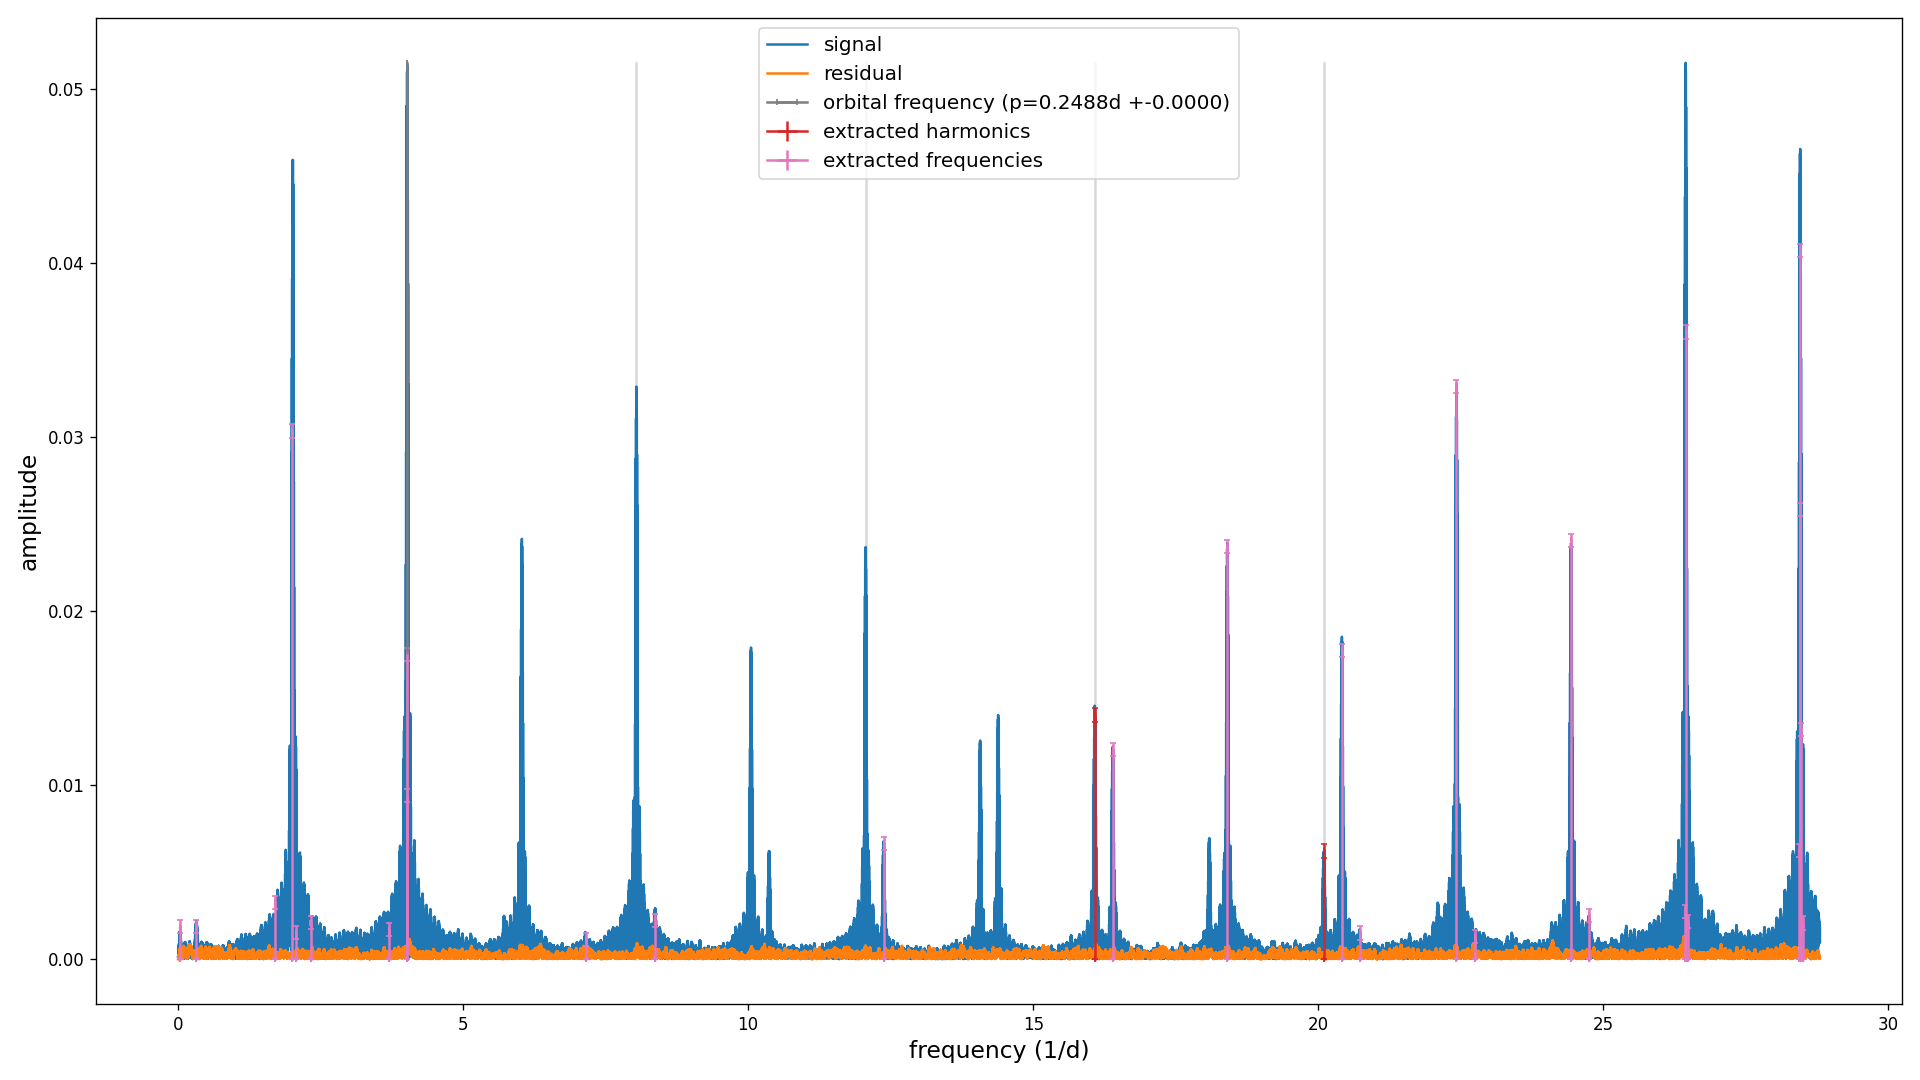 signal
residual
orbital frequency (p=0.2488d +-0.0000)
extracted harmonics
extracted frequencies
0.05
0.04
0.03
0.02
0.01
0.00
amplitude
0 5 10 15 20 25 30
frequency (1/d)